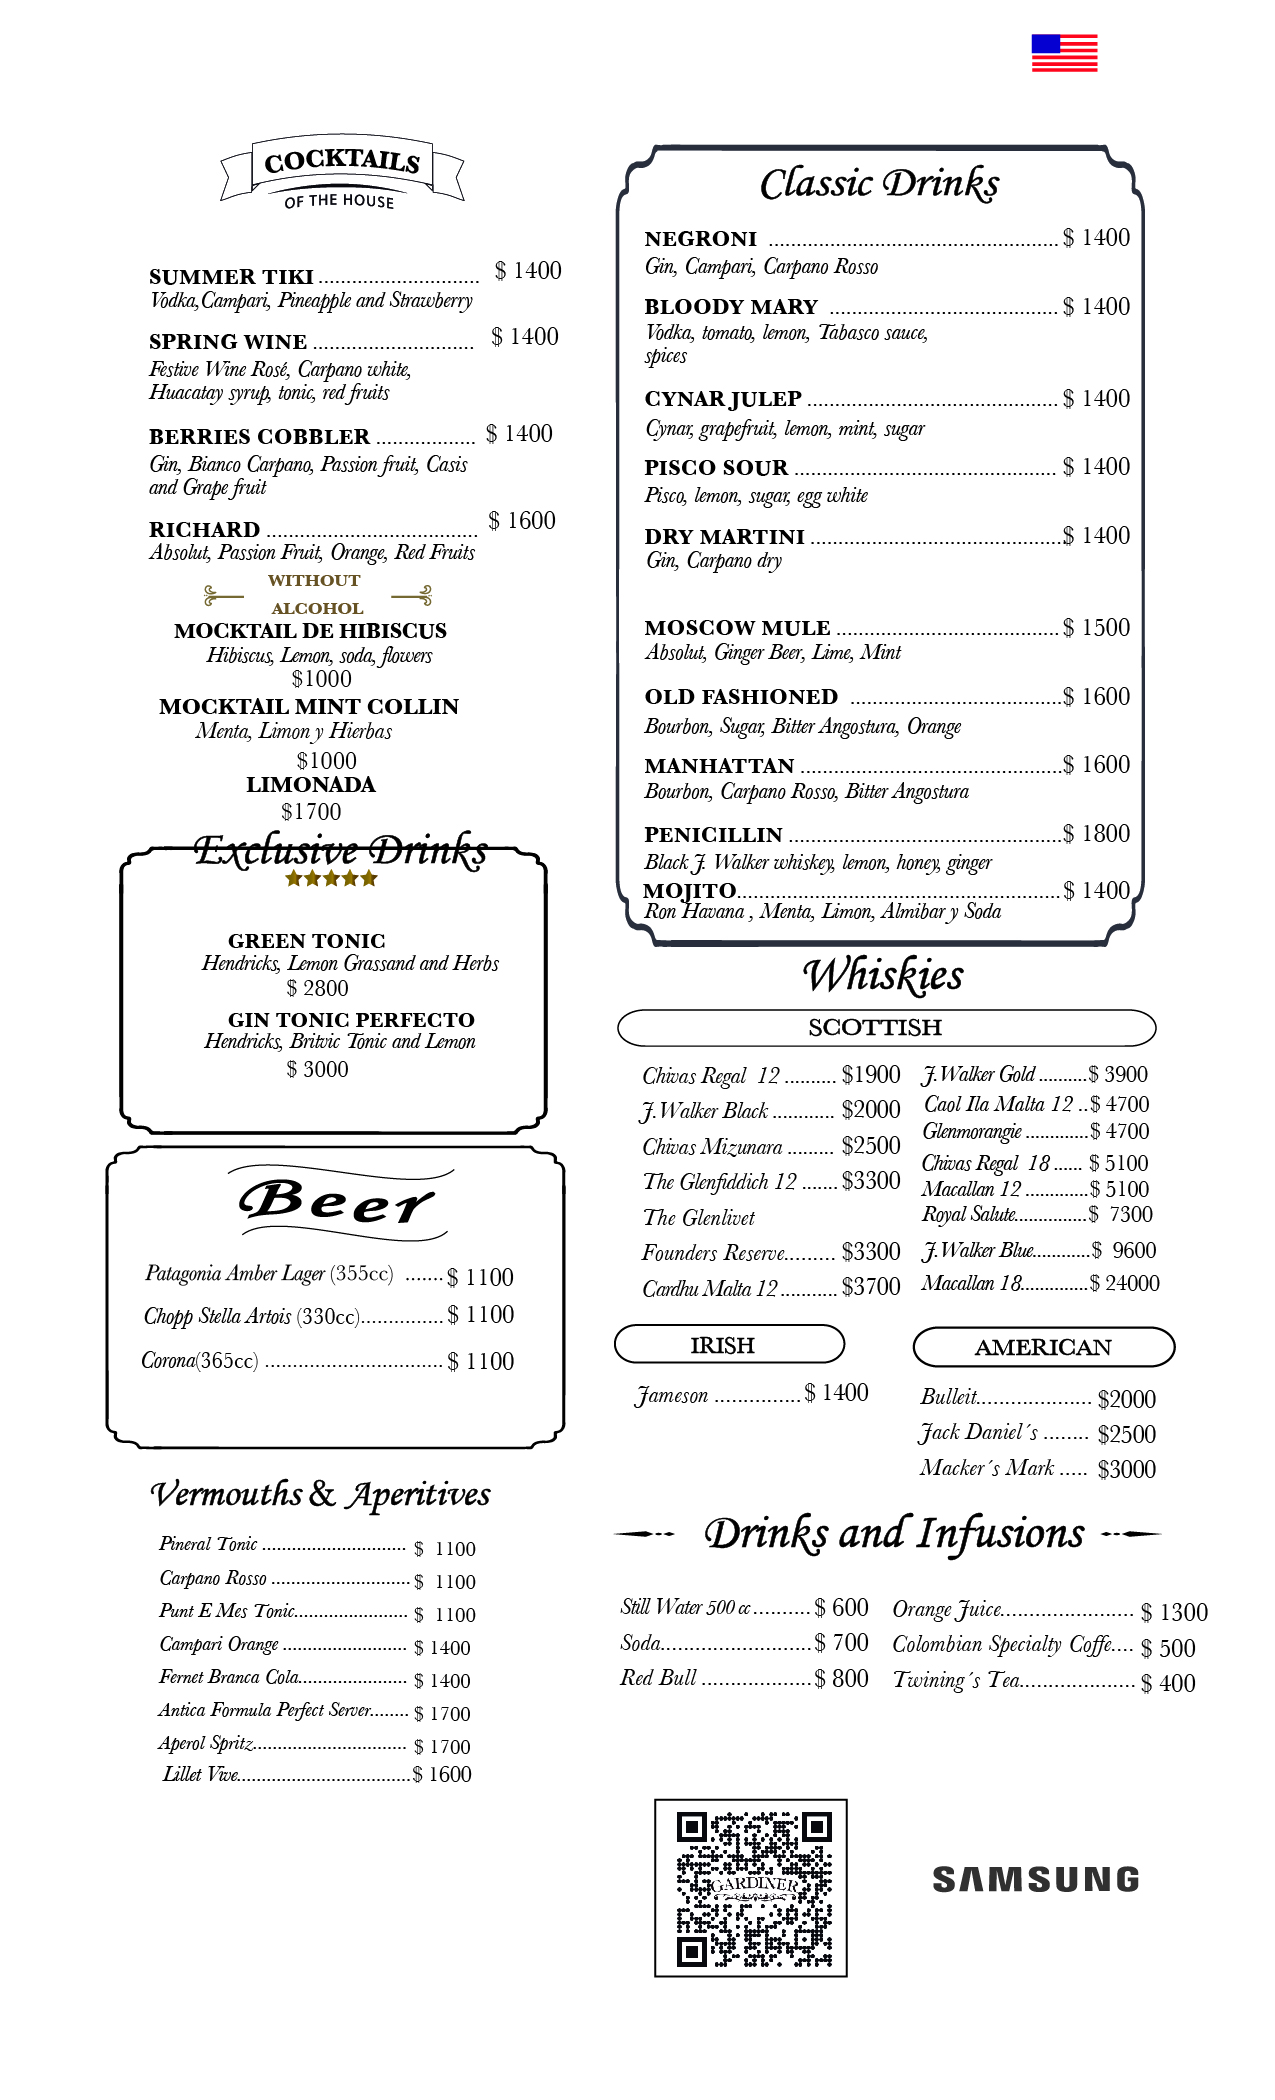 COCKTAILS
OF THE HOUSE
SUMMER TIKI ............................. $ 1400
Vodka,Campari, Pineapple and Strawberry
SPRING WINE ............................. $ 1400
Festive Wine Rosé, Carpano white,
Huacatay syrup, tonic, red fruits
BERRIES COBBLER .................. $ 1400
Gin, Bianco Carpano, Passion fruit, Casis
and Grape fruit
RICHARD ...................................... $ 1600
Absolut, Passion Fruit, Orange, Red Fruits
WITHOUT
ALCOHOL
MOCKTAIL DE HIBISCUS
Hibiscus, Lemon, soda, flowers
$1000
MOCKTAIL MINT COLLIN
Menta, Limon y Hierbas
$1000
LIMONADA
$1700
Exclusive Drinks
GREEN TONIC
Hendricks, Lemon Grassand and Herbs
$ 2800
GIN TONIC PERFECTO
Hendricks, Britvic Tonic and Lemon
$ 3000
Beer
Patagonia Amber Lager (355cc) ....... $ 1100
Chopp Stella Artois (330cc)............... $ 1100
Corona(365cc) ................................ $ 1100
Vermouths & Aperitives
Pineral Tonic ............................. $ 1100
Carpano Rosso ............................ $ 1100
Punt E Mes Tonic....................... $ 1100
Campari Orange ......................... $ 1400
Fernet Branca Cola...................... $ 1400
Antica Formula Perfect Server........ $ 1700
Aperol Spritz............................... $ 1700
Lillet Vive................................... $ 1600
Classic Drinks
NEGRONI .................................................... $ 1400
Gin, Campari, Carpano Rosso
BLOODY MARY ......................................... $ 1400
Vodka, tomato, lemon, Tabasco sauce,
spices
CYNAR JULEP ............................................. $ 1400
Cynar, grapefruit, lemon, mint, sugar
PISCO SOUR ............................................... $ 1400
Pisco, lemon, sugar, egg white
DRY MARTINI ............................................. $ 1400
Gin, Carpano dry
MOSCOW MULE ........................................ $ 1500
Absolut, Ginger Beer, Lime, Mint
OLD FASHIONED ...................................... $ 1600
Bourbon, Sugar, Bitter Angostura, Orange
MANHATTAN ............................................... $ 1600
Bourbon, Carpano Rosso, Bitter Angostura
PENICILLIN ................................................. $ 1800
Black J. Walker whiskey, lemon, honey, ginger
MOJITO.......................................................... $ 1400
Ron Havana , Menta, Limon, Almibar y Soda
Whiskies
SCOTTISH
Chivas Regal 12 .......... $1900
J.Walker Black ............ $2000
Chivas Mizunara ......... $2500
The Glenfiddich 12 ....... $3300
The Glenlivet
Founders Reserve......... $3300
Cardhu Malta 12 ........... $3700
J.Walker Gold .......... $ 3900
Caol Ila Malta 12 .. $ 4700
Glenmorangie ............. $ 4700
Chivas Regal 18 ...... $ 5100
Macallan 12 ............. $ 5100
Royal Salute............... $ 7300
J.Walker Blue............ $ 9600
Macallan 18.............. $ 24000
IRISH
Jameson ............... $ 1400
AMERICAN
Bulleit..................... $2000
Jack Daniel´s ........ $2500
Macker´s Mark ..... $3000
Drinks and Infusions
Still Water 500 cc .......... $ 600
Soda........................... $ 700
Red Bull ................... $ 800
Orange Juice........................ $ 1300
Colombian Specialty Coffe.... $ 500
Twining´s Tea..................... $ 400
GARDINER
SAMSUNG